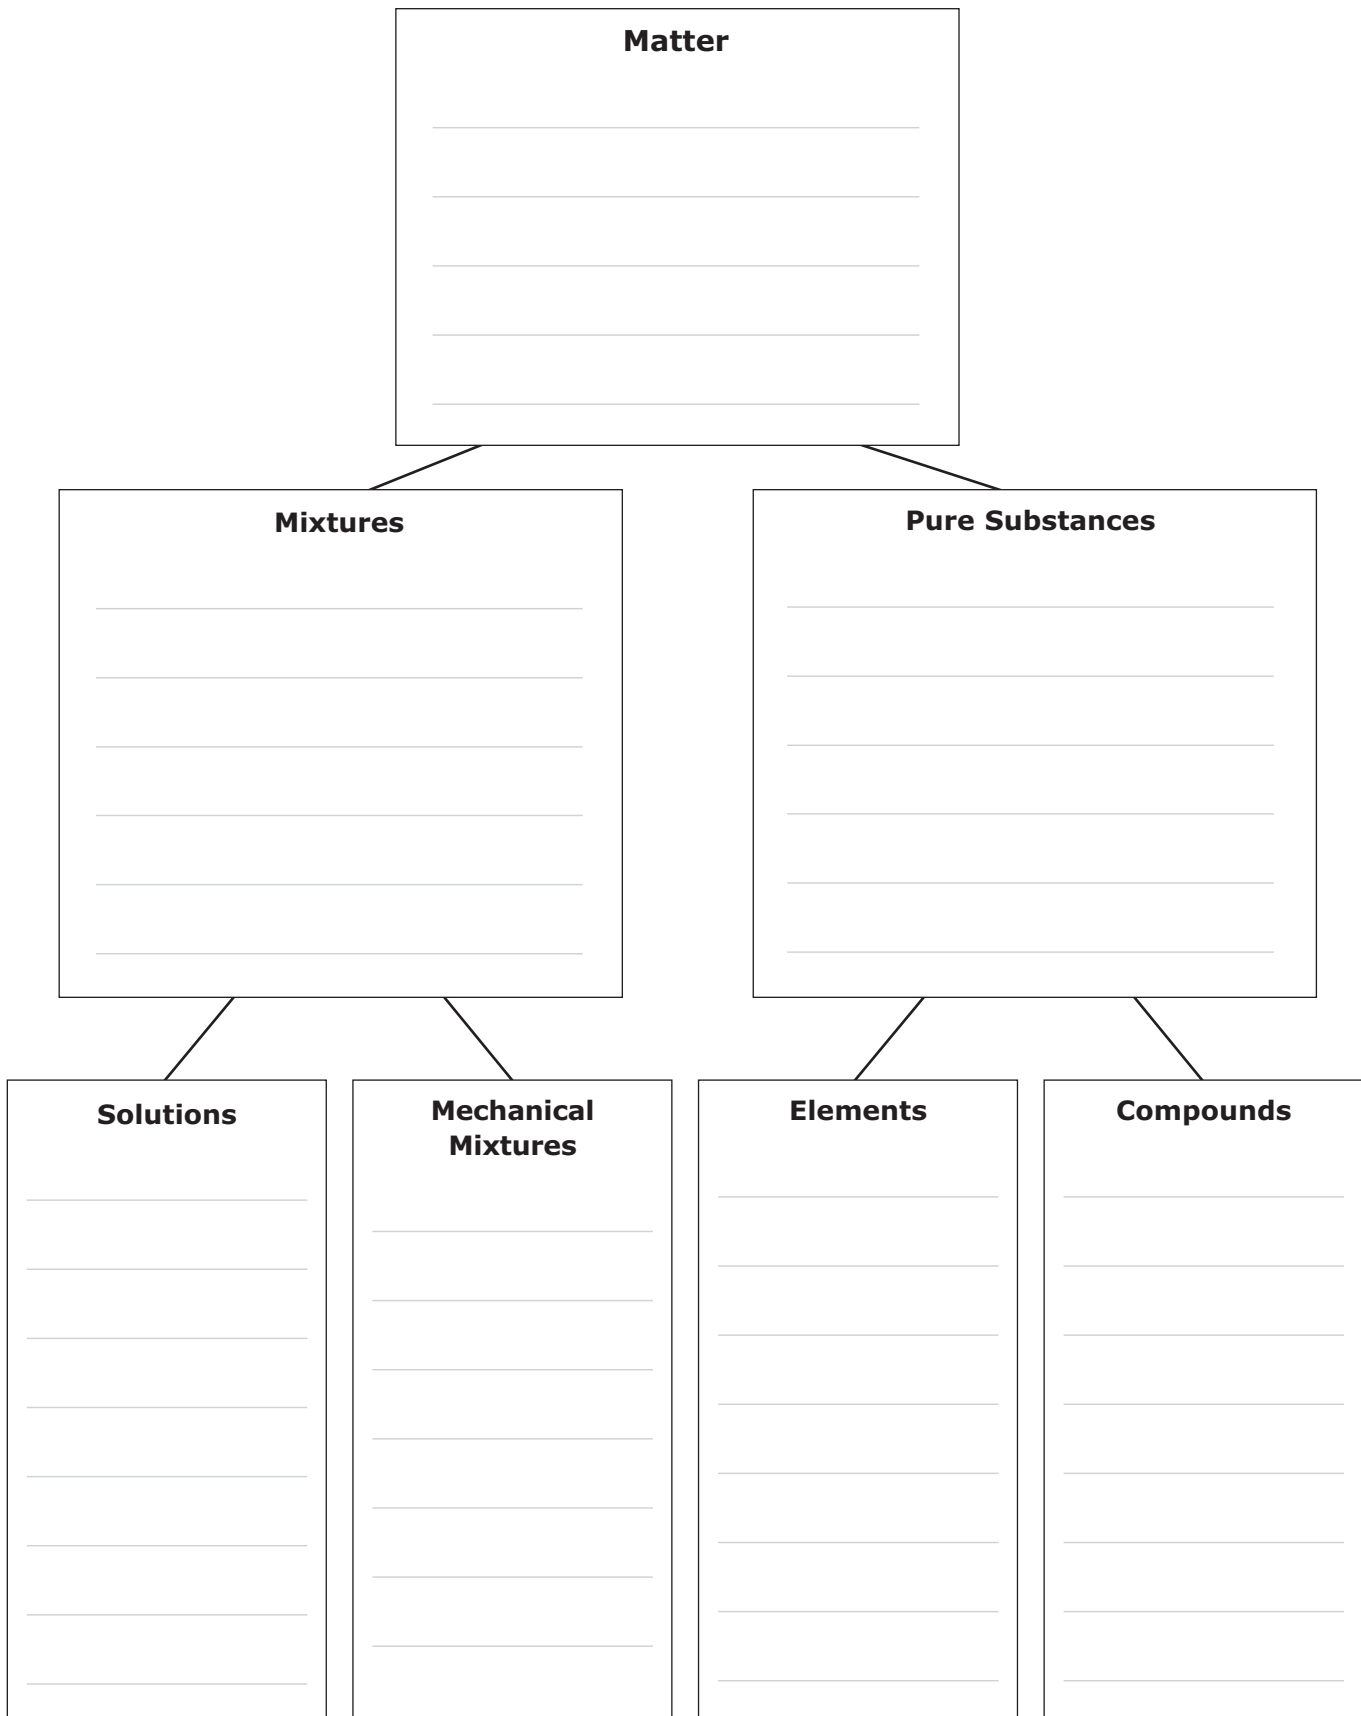 Matter
Mixtures
Pure Substances
Solutions
Mechanical
Mixtures
Elements
Compounds